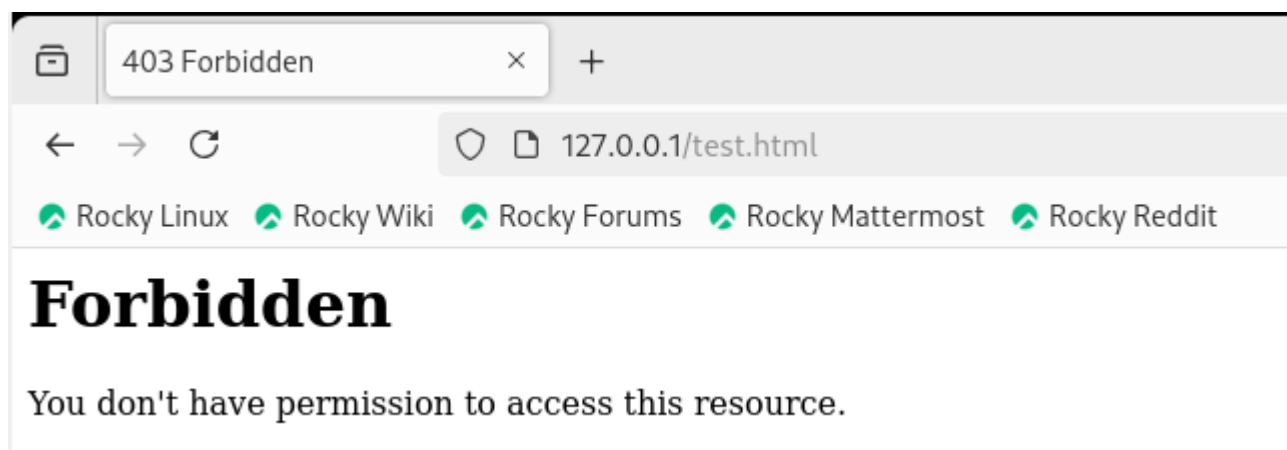 403 Forbidden
127.0.0.1/test.html
Rocky Linux Rocky Wiki Rocky Forums Rocky Mattermost Rocky Reddit
Forbidden
You don't have permission to access this resource.